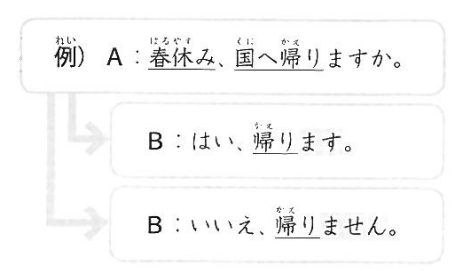 例) A：春休み、国へ帰りますか。
B：はい、帰ります。
B：いいえ、帰りません。